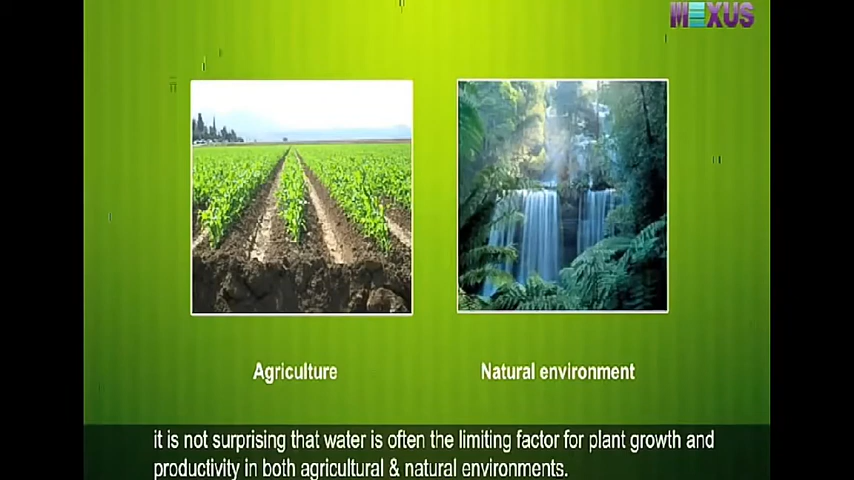 MEXUS
Agriculture
Natural environment
it is not surprising that water is often the limiting factor for plant growth and
productivity in both agricultural & natural environments.